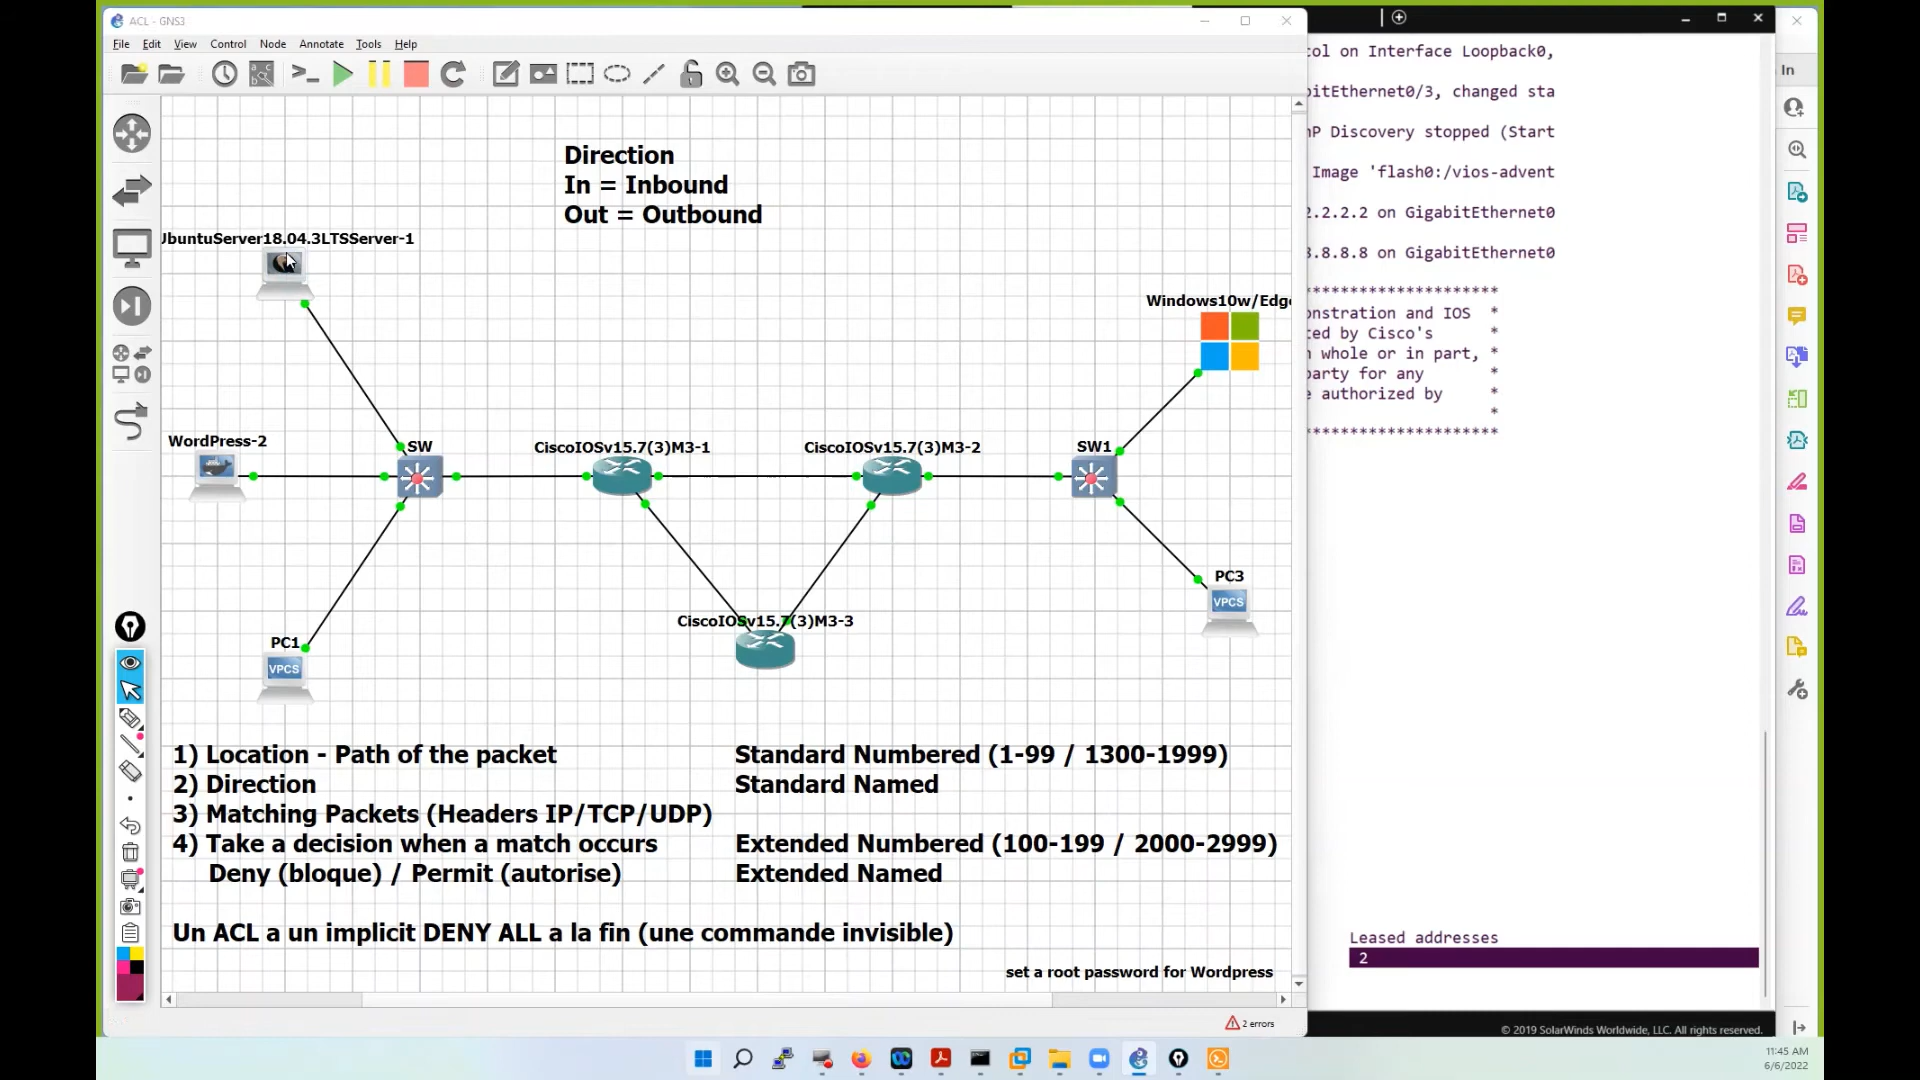 ACL - GNS3
File Edit View Control Node Annotate Tools Help
Direction
In = Inbound
Out = Outbound
UbuntuServer18.04.3LTSServer-1
Windows10w/Edge
WordPress-2
SW
CiscoIOSv15.7(3)M3-1
CiscoIOSv15.7(3)M3-2
SW1
CiscoIOSv15.7(3)M3-3
PC1
VPCS
PC3
VPCS
1) Location - Path of the packet
2) Direction
3) Matching Packets (Headers IP/TCP/UDP)
4) Take a decision when a match occurs
Deny (bloque) / Permit (autorise)
Standard Numbered (1-99 / 1300-1999)
Standard Named
Extended Numbered (100-199 / 2000-2999)
Extended Named
Un ACL a un implicit DENY ALL a la fin (une commande invisible)
set a root password for Wordpress
2 errors
col on Interface Loopback0,
bitEthernet0/3, changed sta
nP Discovery stopped (Start
Image 'flash0:/vios-advent
2.2.2.2 on GigabitEthernet0
3.8.8.8 on GigabitEthernet0
*********************
onstration and IOS *
ted by Cisco's *
n whole or in part, *
party for any *
e authorized by *
*
*********************
Leased addresses
2
© 2019 SolarWinds Worldwide, LLC. All rights reserved.
In
11:45 AM
6/6/2022